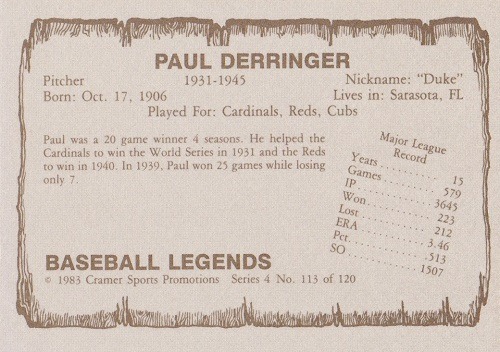 PAUL DERRINGER
Pitcher 1931-1945 Nickname: "Duke"
Born: Oct. 17, 1906 Lives in: Sarasota, FL
Played For: Cardinals, Reds, Cubs
Paul was a 20 game winner 4 seasons. He helped the
Cardinals to win the World Series in 1931 and the Reds
to win in 1940. In 1939, Paul won 25 games while losing
only 7.
Major League
Record
Years . . . . . . . . . . 15
Games . . . . . . . . . . 579
IP . . . . . . . . . . 3645
Won . . . . . . . . . . 223
Lost . . . . . . . . . . 212
ERA . . . . . . . . . . 3.46
Pct. . . . . . . . . . . .513
SO . . . . . . . . . . 1507
BASEBALL LEGENDS
© 1983 Cramer Sports Promotions Series 4 No. 113 of 120